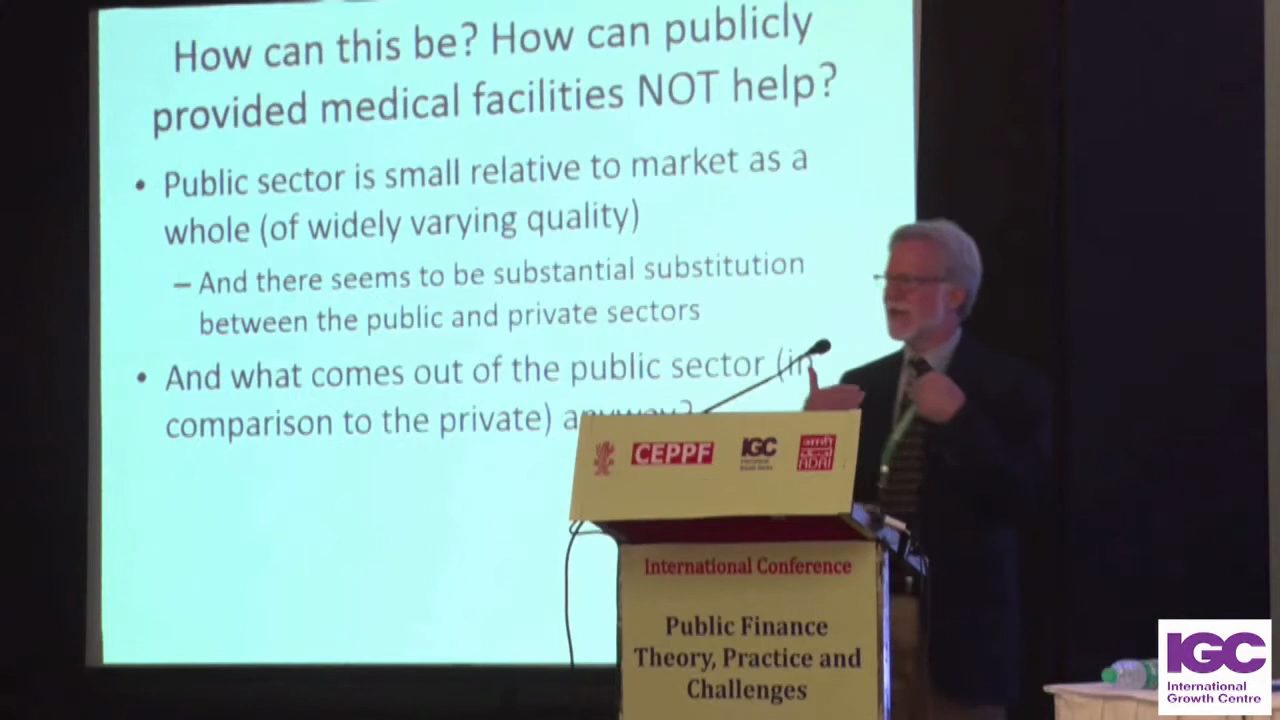 How can this be? How can publicly
provided medical facilities NOT help?
• Public sector is small relative to market as a
whole (of widely varying quality)
– And there seems to be substantial substitution
between the public and private sectors
• And what comes out of the public sector (in
comparison to the private) anyway?
CEPPF
IGC
International Conference
Public Finance
Theory, Practice and
Challenges
IGC
International
Growth Centre